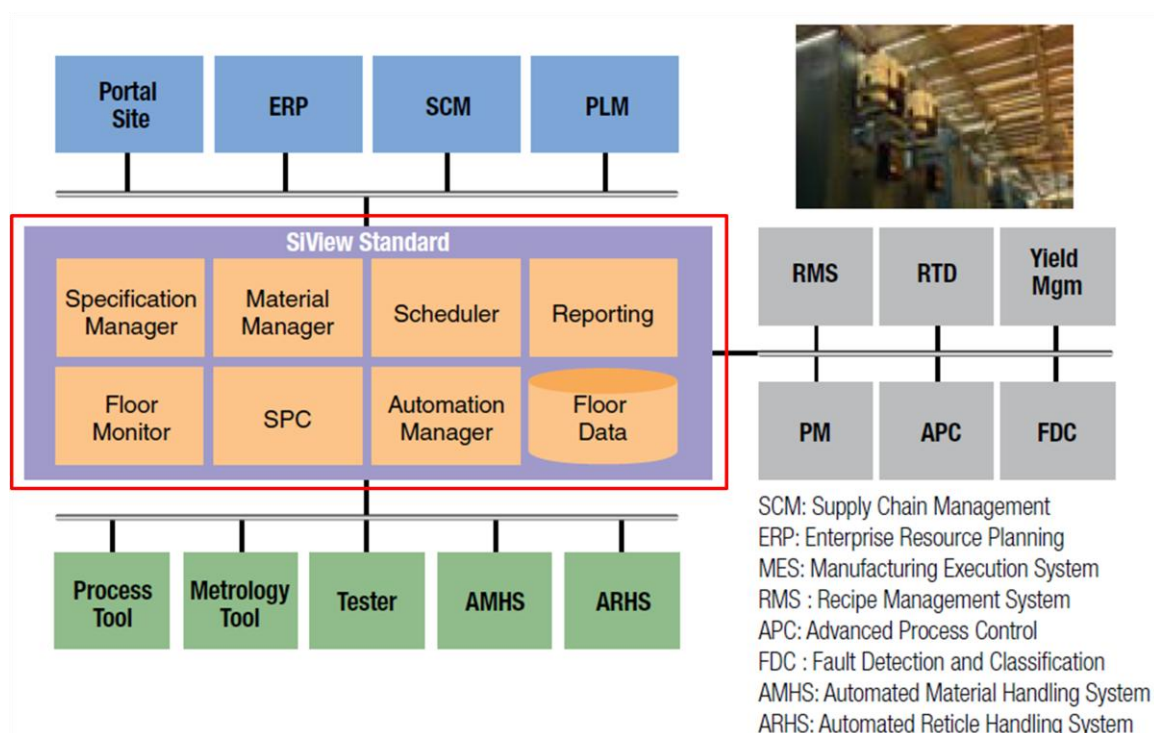 Portal
Site
ERP
SCM
PLM
SiView Standard
Specification
Manager
Material
Manager
Scheduler
Reporting
Floor
Monitor
SPC
Automation
Manager
Floor
Data
Process
Tool
Metrology
Tool
Tester
AMHS
ARHS
RMS
RTD
Yield
Mgm
PM
APC
FDC
SCM: Supply Chain Management
ERP: Enterprise Resource Planning
MES: Manufacturing Execution System
RMS : Recipe Management System
APC: Advanced Process Control
FDC : Fault Detection and Classification
AMHS: Automated Material Handling System
ARHS: Automated Reticle Handling System